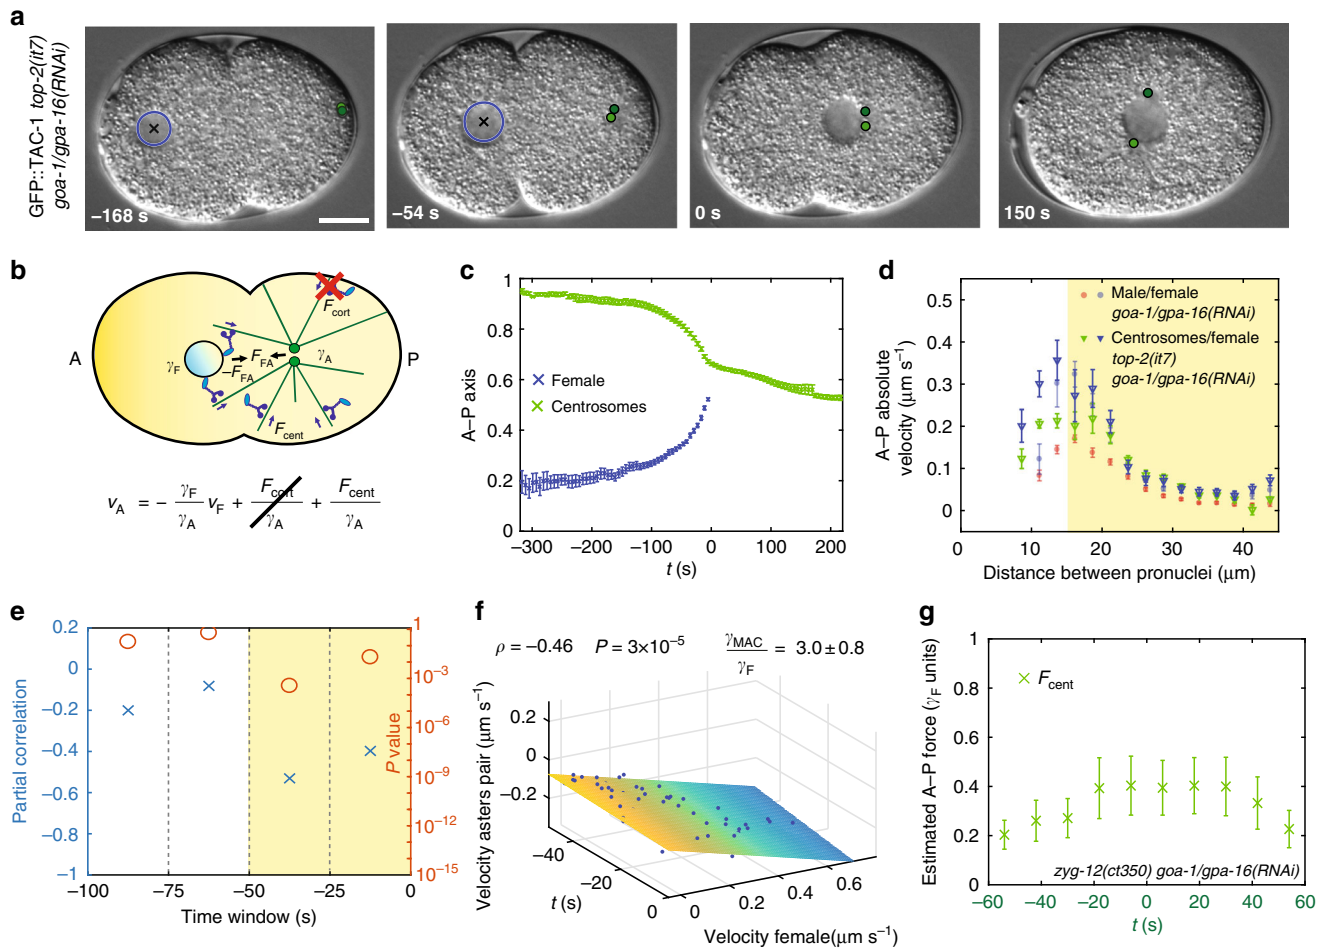 a
GFP::TAC-1 top-2(it7)
goa-1/gpa-16(RNAi)
−168 s
−54 s
0 s
150 s
b
A
P
γF
FFA
−FFA
γA
Fcort
Fcent
vA = − γF/γA vF + Fcort/γA + Fcent/γA
c
A–P axis
1
0.8
0.6
0.4
0.2
0
Female
Centrosomes
−300 −200 −100 0 100 200
t (s)
d
A–P absolute
velocity (μm s−1)
0.5
0.4
0.3
0.2
0.1
0
Male/female
goa-1/gpa-16(RNAi)
Centrosomes/female
top-2(it7)
goa-1/gpa-16(RNAi)
0 10 20 30 40
Distance between pronuclei (μm)
e
Partial correlation
0.2
0
−0.2
−0.4
−0.6
−0.8
−1
−100 −75 −50 −25 0
Time window (s)
1
10−3
10−6
10−9
10−12
10−15
P value
f
ρ = −0.46 P = 3×10−5 γMAC/γF = 3.0 ± 0.8
Velocity asters pair (μm s−1)
0.2
0
−0.2
−40
−20
0
t (s)
0 0.2 0.4 0.6
Velocity female(μm s−1)
g
Estimated A–P force (γF units)
1
0.8
0.6
0.4
0.2
0
Fcent
zyg-12(ct350) goa-1/gpa-16(RNAi)
−60 −40 −20 0 20 40 60
t (s)